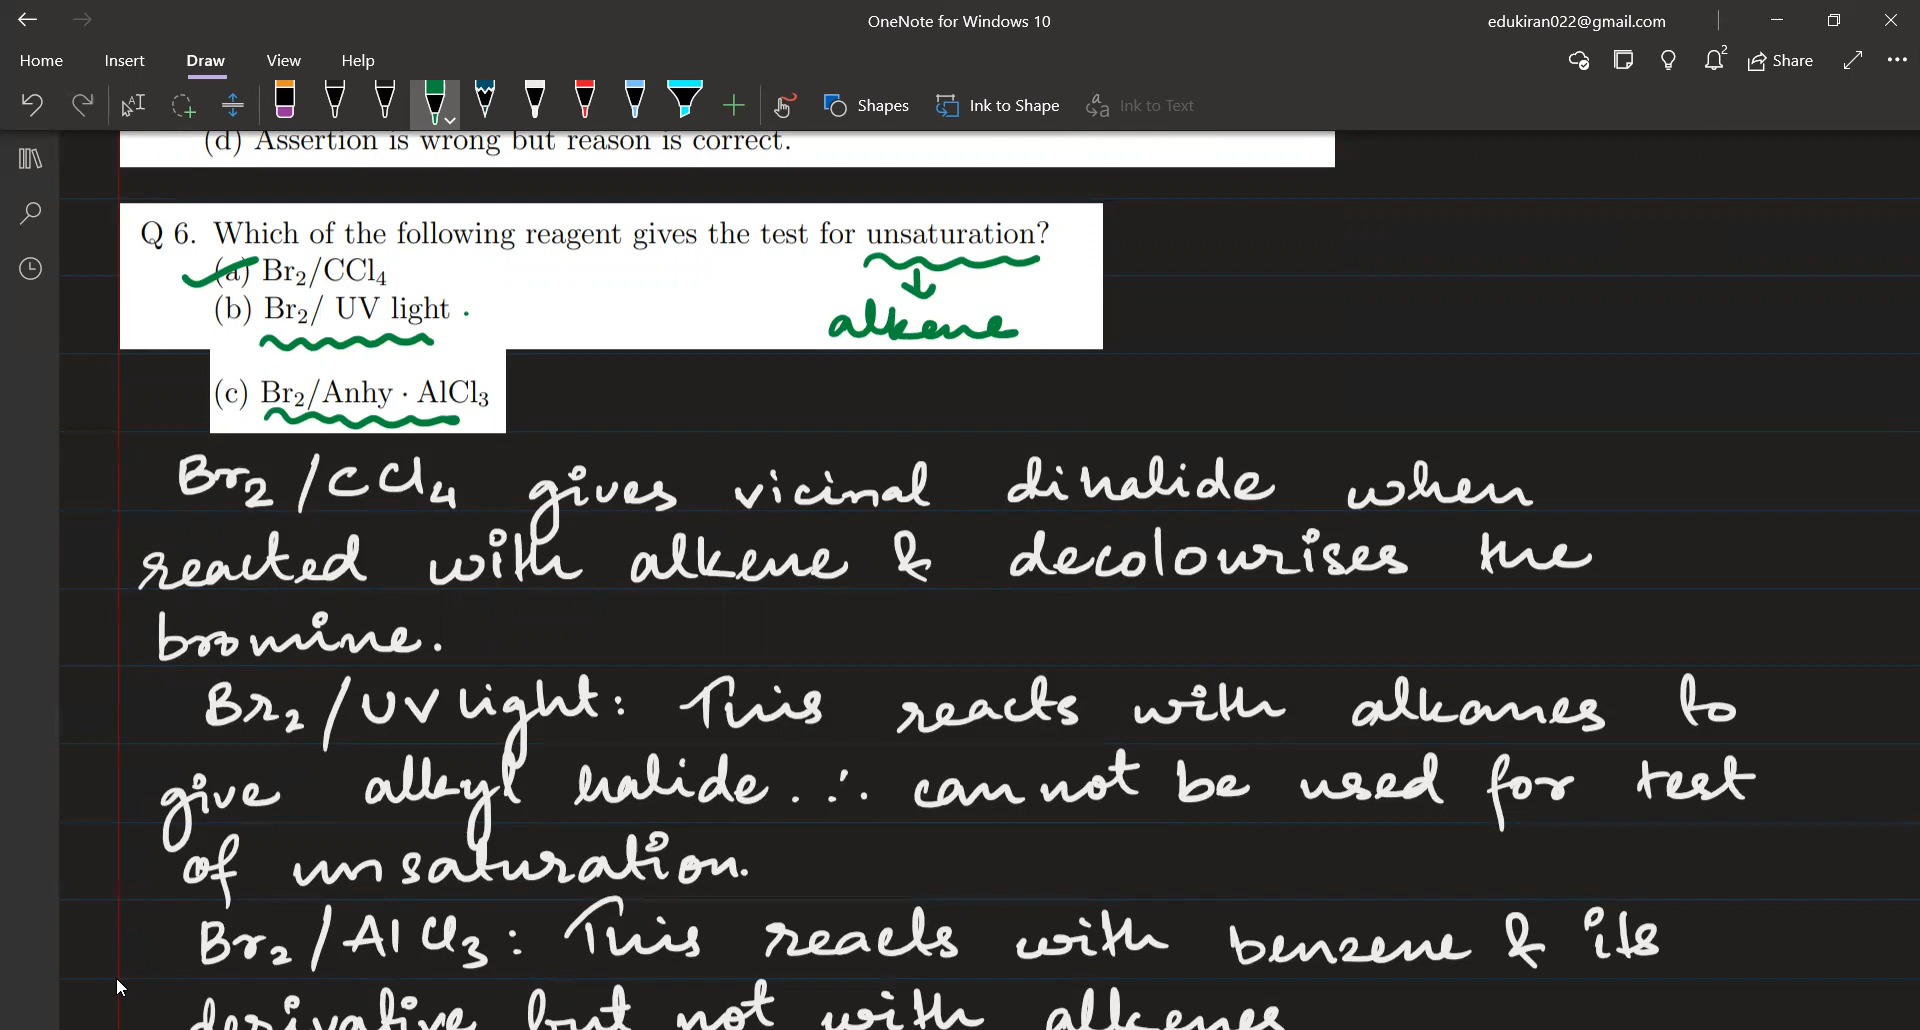 OneNote for Windows 10
edukiran022@gmail.com
Home Insert Draw View Help
2
Share
Shapes Ink to Shape Ink to Text
(d) Assertion is wrong but reason is correct.
Q 6. Which of the following reagent gives the test for unsaturation?
(a) Br₂/CCl₄
(b) Br₂/ UV light .
alkene
(c) Br₂/Anhy · AlCl₃
Br₂/CCl₄ gives vicinal dihalide when
reacted with alkene & decolourises the
bromine.
Br₂/UV light: This reacts with alkanes to
give alkyl halide. ∴ cannot be used for test
of unsaturation.
Br₂/AlCl₃: This reacts with benzene & its
derivative but not with alkenes